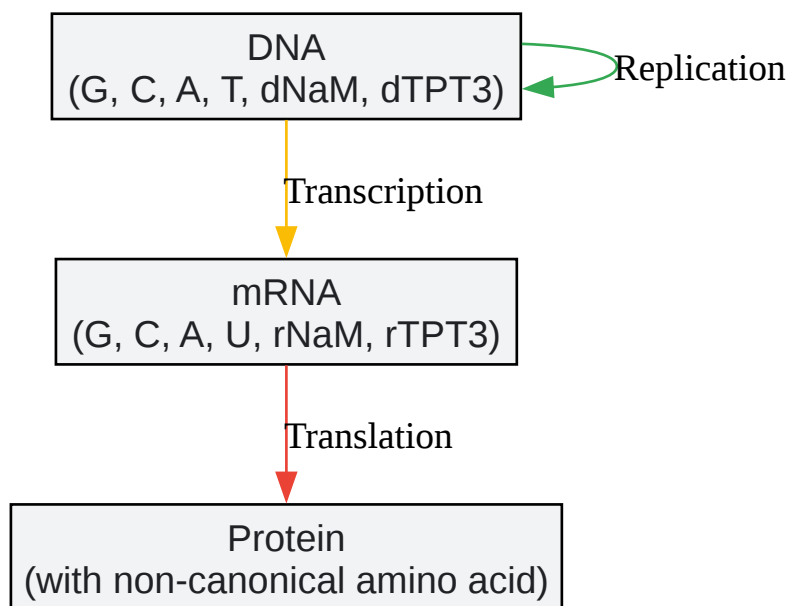 DNA
(G, C, A, T, dNaM, dTPT3)
Replication
Transcription
mRNA
(G, C, A, U, rNaM, rTPT3)
Translation
Protein
(with non-canonical amino acid)